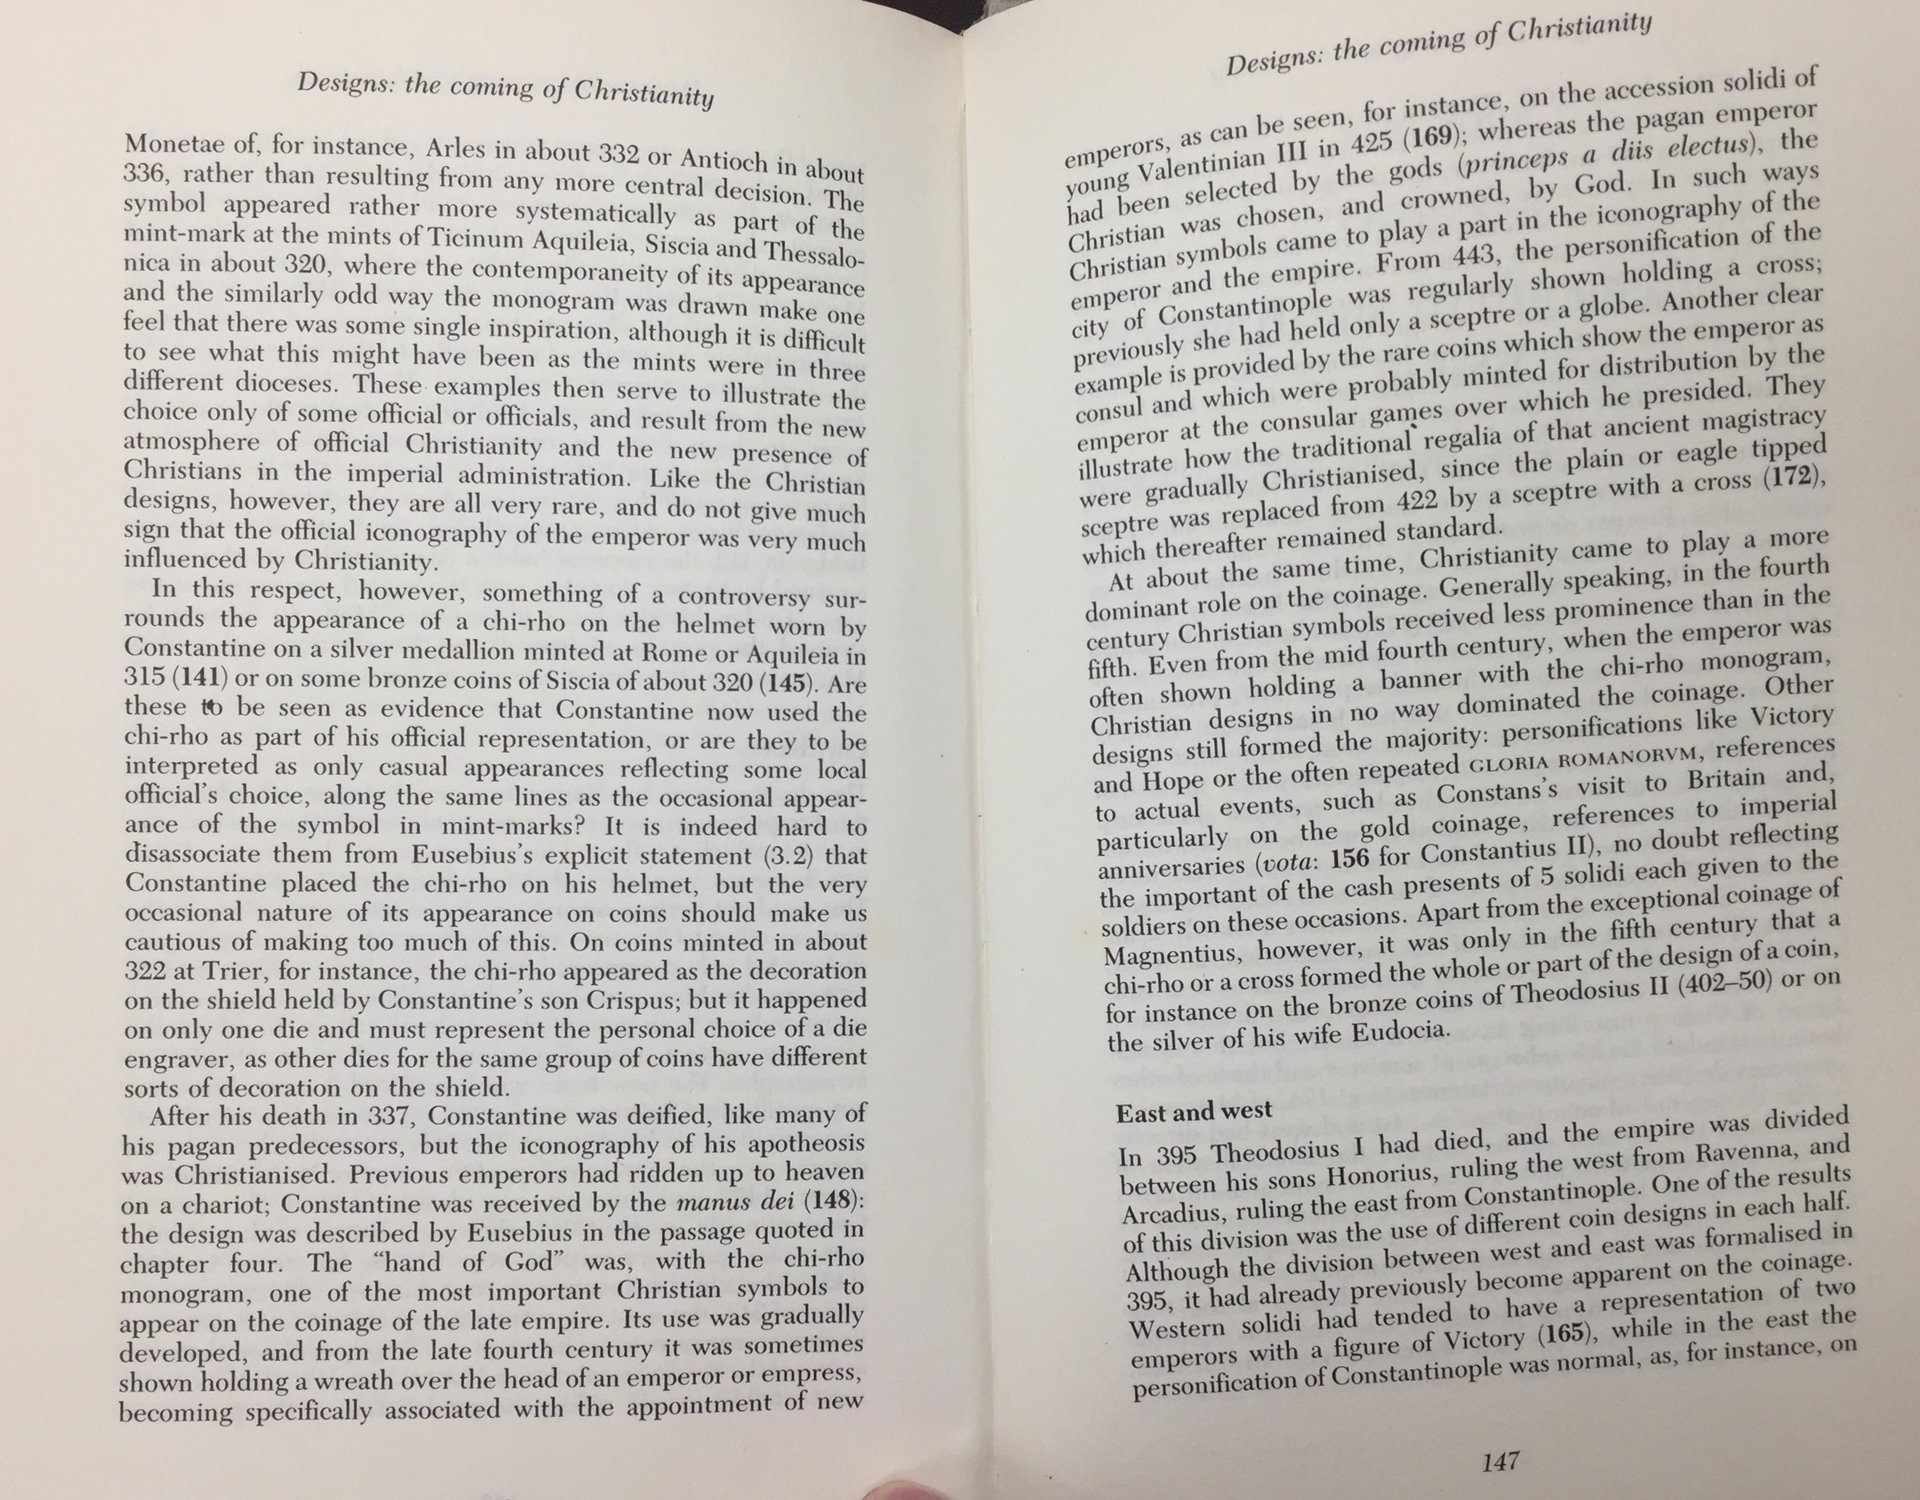 Designs: the coming of Christianity
Monetae of, for instance, Arles in about 332 or Antioch in about
336, rather than resulting from any more central decision. The
symbol appeared rather more systematically as part of the
mint-mark at the mints of Ticinum Aquileia, Siscia and Thessalo-
nica in about 320, where the contemporaneity of its appearance
and the similarly odd way the monogram was drawn make one
feel that there was some single inspiration, although it is difficult
to see what this might have been as the mints were in three
different dioceses. These examples then serve to illustrate the
choice only of some official or officials, and result from the new
atmosphere of official Christianity and the new presence of
Christians in the imperial administration. Like the Christian
designs, however, they are all very rare, and do not give much
sign that the official iconography of the emperor was very much
influenced by Christianity.
In this respect, however, something of a controversy sur-
rounds the appearance of a chi-rho on the helmet worn by
Constantine on a silver medallion minted at Rome or Aquileia in
315 (141) or on some bronze coins of Siscia of about 320 (145). Are
these to be seen as evidence that Constantine now used the
chi-rho as part of his official representation, or are they to be
interpreted as only casual appearances reflecting some local
official's choice, along the same lines as the occasional appear-
ance of the symbol in mint-marks? It is indeed hard to
disassociate them from Eusebius's explicit statement (3.2) that
Constantine placed the chi-rho on his helmet, but the very
occasional nature of its appearance on coins should make us
cautious of making too much of this. On coins minted in about
322 at Trier, for instance, the chi-rho appeared as the decoration
on the shield held by Constantine's son Crispus; but it happened
on only one die and must represent the personal choice of a die
engraver, as other dies for the same group of coins have different
sorts of decoration on the shield.
After his death in 337, Constantine was deified, like many of
his pagan predecessors, but the iconography of his apotheosis
was Christianised. Previous emperors had ridden up to heaven
on a chariot; Constantine was received by the manus dei (148):
the design was described by Eusebius in the passage quoted in
chapter four. The "hand of God" was, with the chi-rho
monogram, one of the most important Christian symbols to
appear on the coinage of the late empire. Its use was gradually
developed, and from the late fourth century it was sometimes
shown holding a wreath over the head of an emperor or empress,
becoming specifically associated with the appointment of new
Designs: the coming of Christianity
emperors, as can be seen, for instance, on the accession solidi of
young Valentinian III in 425 (169); whereas the pagan emperor
had been selected by the gods (princeps a diis electus), the
Christian was chosen, and crowned, by God. In such ways
Christian symbols came to play a part in the iconography of the
emperor and the empire. From 443, the personification of the
city of Constantinople was regularly shown holding a cross;
previously she had held only a sceptre or a globe. Another clear
example is provided by the rare coins which show the emperor as
consul and which were probably minted for distribution by the
emperor at the consular games over which he presided. They
illustrate how the traditional regalia of that ancient magistracy
were gradually Christianised, since the plain or eagle tipped
sceptre was replaced from 422 by a sceptre with a cross (172),
which thereafter remained standard.
At about the same time, Christianity came to play a more
dominant role on the coinage. Generally speaking, in the fourth
century Christian symbols received less prominence than in the
fifth. Even from the mid fourth century, when the emperor was
often shown holding a banner with the chi-rho monogram,
Christian designs in no way dominated the coinage. Other
designs still formed the majority: personifications like Victory
and Hope or the often repeated GLORIA ROMANORVM, references
to actual events, such as Constans's visit to Britain and,
particularly on the gold coinage, references to imperial
anniversaries (vota: 156 for Constantius II), no doubt reflecting
the important of the cash presents of 5 solidi each given to the
soldiers on these occasions. Apart from the exceptional coinage of
Magnentius, however, it was only in the fifth century that a
chi-rho or a cross formed the whole or part of the design of a coin,
for instance on the bronze coins of Theodosius II (402–50) or on
the silver of his wife Eudocia.
East and west
In 395 Theodosius I had died, and the empire was divided
between his sons Honorius, ruling the west from Ravenna, and
Arcadius, ruling the east from Constantinople. One of the results
of this division was the use of different coin designs in each half.
Although the division between west and east was formalised in
395, it had already previously become apparent on the coinage.
Western solidi had tended to have a representation of two
emperors with a figure of Victory (165), while in the east the
personification of Constantinople was normal, as, for instance, on
147